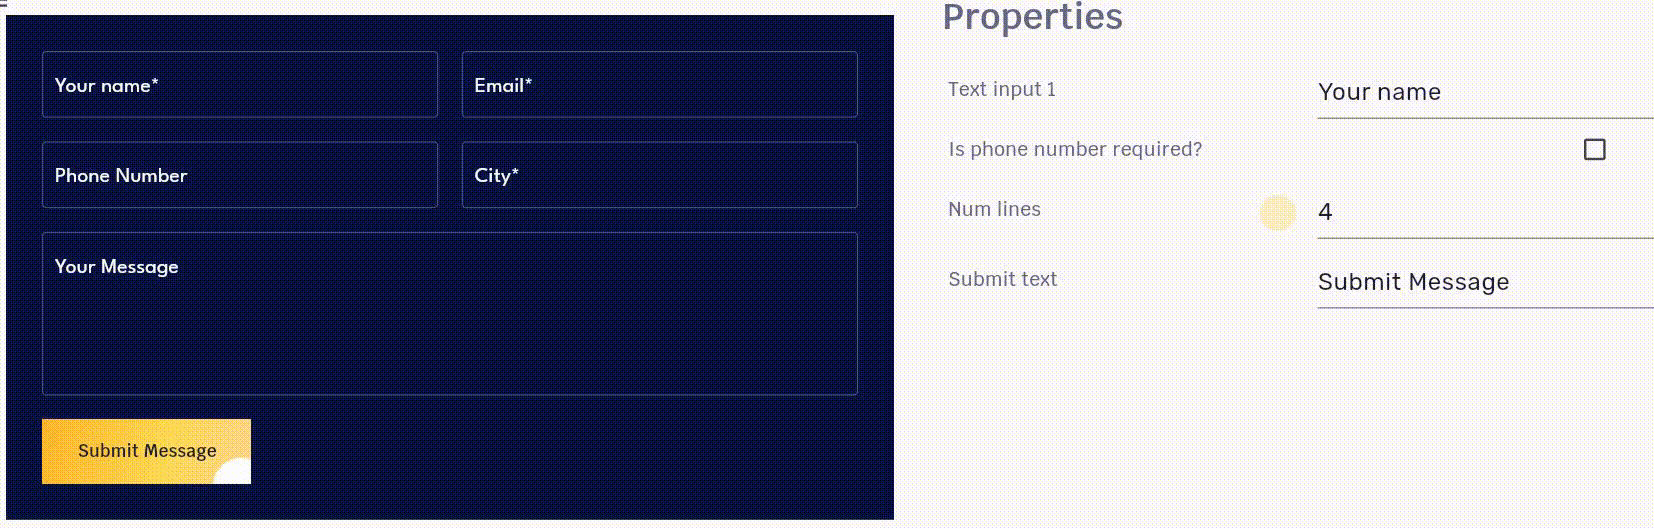 Your name*
Email*
Phone Number
City*
Your Message
Submit Message
Properties
Text input 1
Your name
Is phone number required?
Num lines
4
Submit text
Submit Message